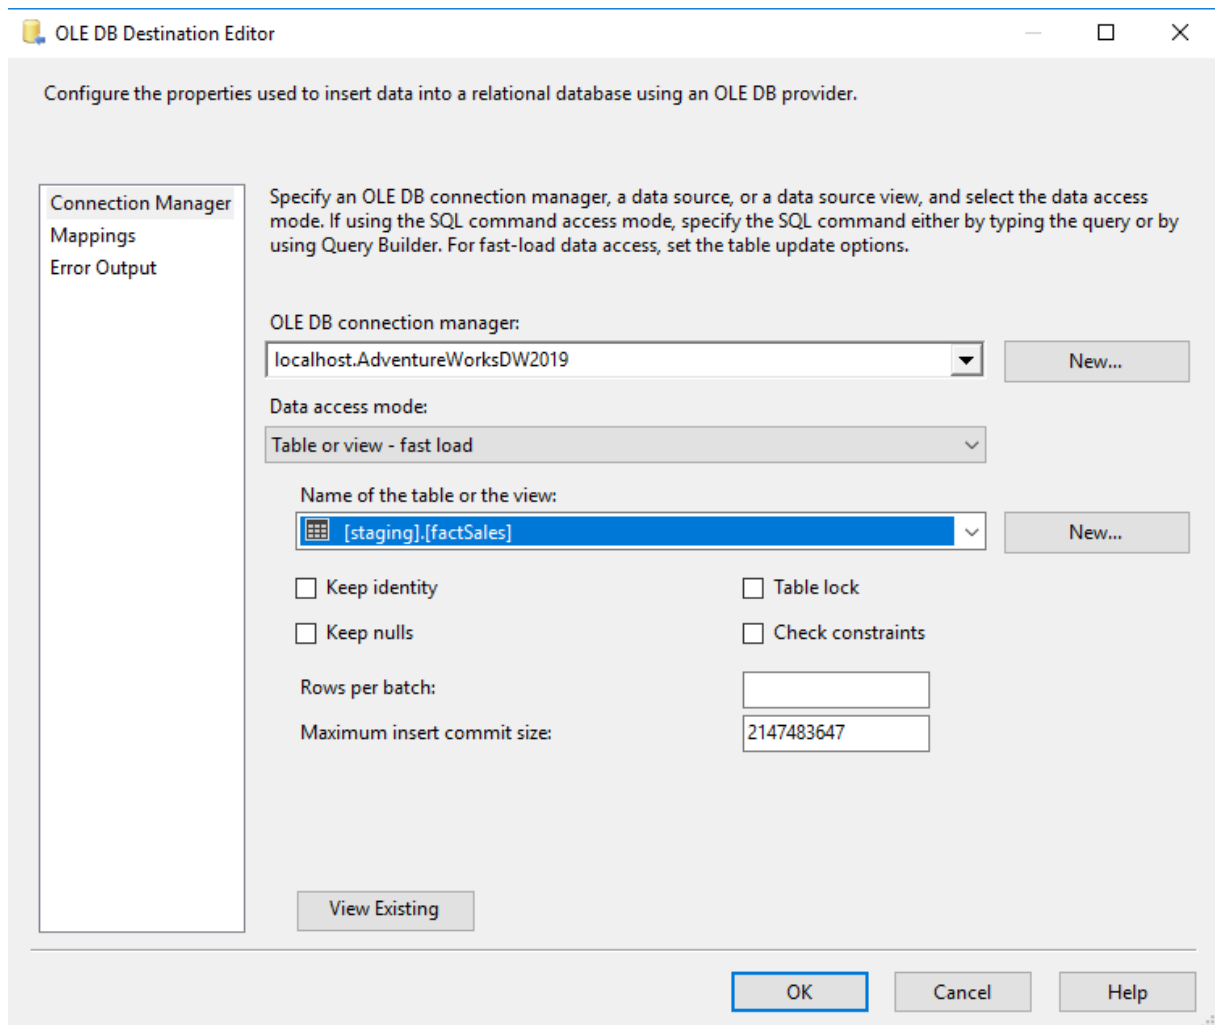 OLE DB Destination Editor
Configure the properties used to insert data into a relational database using an OLE DB provider.
Connection Manager
Mappings
Error Output
Specify an OLE DB connection manager, a data source, or a data source view, and select the data access
mode. If using the SQL command access mode, specify the SQL command either by typing the query or by
using Query Builder. For fast-load data access, set the table update options.
OLE DB connection manager:
localhost.AdventureWorksDW2019
New...
Data access mode:
Table or view - fast load
Name of the table or the view:
[staging].[factSales]
New...
Keep identity
Table lock
Keep nulls
Check constraints
Rows per batch:
Maximum insert commit size:
2147483647
View Existing
OK
Cancel
Help